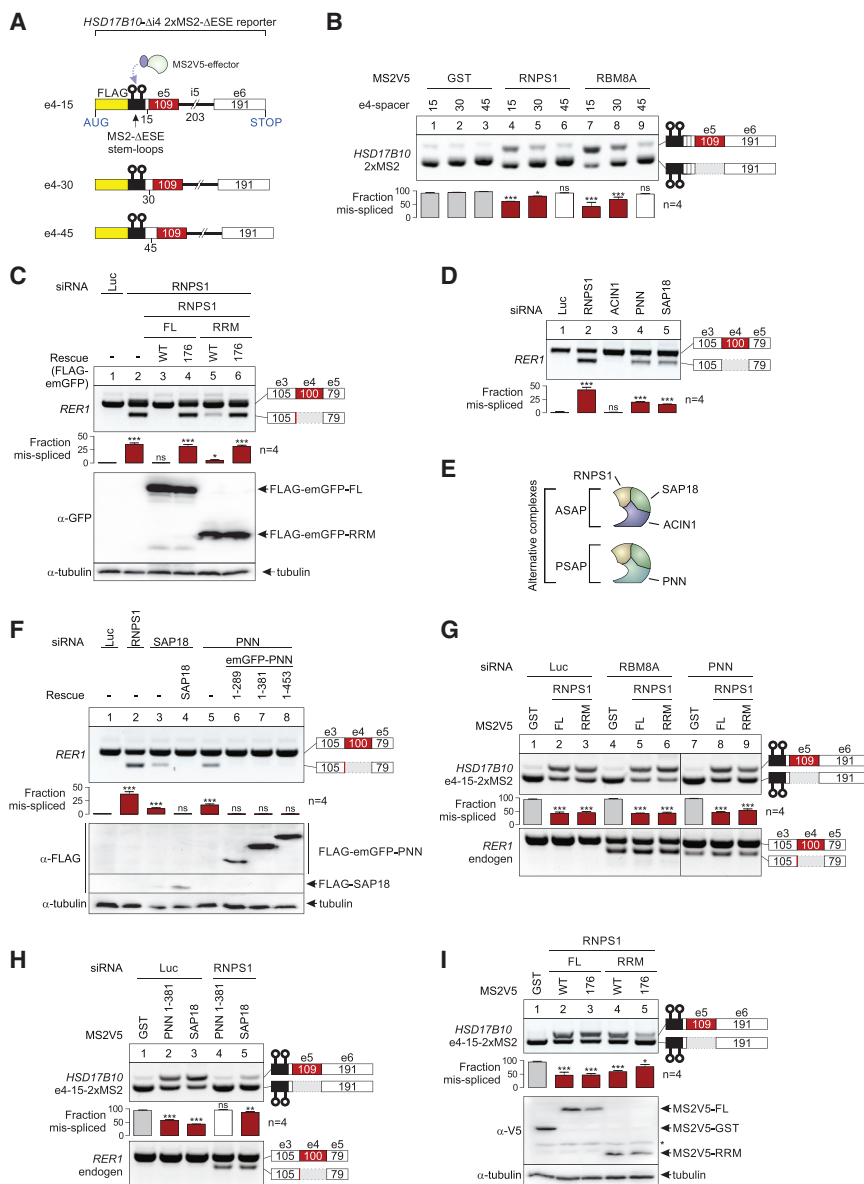 A
HSD17B10-Δi4 2xMS2-ΔESE reporter
MS2V5-effector
FLAG e5 i5 e6
e4-15 109 191
AUG 15 203 STOP
MS2-ΔESE
stem-loops
e4-30 109 191
30
e4-45 109 191
45
B
MS2V5 GST RNPS1 RBM8A
e4-spacer 15 30 45 15 30 45 15 30 45
1 2 3 4 5 6 7 8 9
e5 e6
109 191
191
HSD17B10
2xMS2
Fraction
mis-spliced
100
50
0
*** * ns *** *** ns
n=4
C
siRNA Luc RNPS1
RNPS1
FL RRM
Rescue
(FLAG-
emGFP)
- - WT 176 WT 176
1 2 3 4 5 6
RER1
e3 e4 e5
105 100 79
105 79
Fraction
mis-spliced
50
25
0
*** ns *** * ***
n=4
α-GFP
FLAG-emGFP-FL
FLAG-emGFP-RRM
α-tubulin
tubulin
D
siRNA Luc RNPS1 ACIN1 PNN SAP18
1 2 3 4 5
RER1
e3 e4 e5
105 100 79
105 79
Fraction
mis-spliced
50
25
0
*** ns *** ***
n=4
E
Alternative complexes
RNPS1
ASAP
SAP18
ACIN1
PSAP
PNN
F
siRNA Luc RNPS1 SAP18 PNN
emGFP-PNN
Rescue - - - SAP18 - 1-289 1-381 1-453
1 2 3 4 5 6 7 8
RER1
e3 e4 e5
105 100 79
105 79
Fraction
mis-spliced
50
25
0
*** *** ns *** ns ns ns
n=4
α-FLAG
FLAG-emGFP-PNN
FLAG-SAP18
α-tubulin
tubulin
G
siRNA Luc RBM8A PNN
RNPS1 RNPS1 RNPS1
MS2V5 GST FL RRM GST FL RRM GST FL RRM
1 2 3 4 5 6 7 8 9
e5 e6
109 191
191
HSD17B10
e4-15-2xMS2
Fraction
mis-spliced
100
50
0
*** *** *** *** *** ***
n=4
RER1
endogen
e3 e4 e5
105 100 79
105 79
H
siRNA Luc RNPS1
MS2V5 GST PNN 1-381 SAP18 PNN 1-381 SAP18
1 2 3 4 5
e5 e6
109 191
191
HSD17B10
e4-15-2xMS2
Fraction
mis-spliced
100
50
0
*** *** ns **
n=4
RER1
endogen
e3 e4 e5
105 100 79
105 79
I
RNPS1
FL RRM
MS2V5 GST WT 176 WT 176
1 2 3 4 5
e5 e6
109 191
191
HSD17B10
e4-15-2xMS2
Fraction
mis-spliced
100
50
0
*** *** *** *
n=4
α-V5
MS2V5-FL
MS2V5-GST
*
MS2V5-RRM
α-tubulin
tubulin